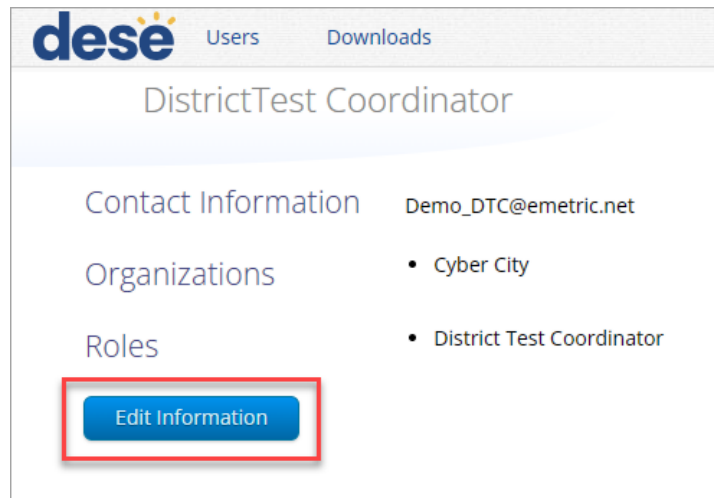 dese Users Downloads
DistrictTest Coordinator
Contact Information Demo_DTC@emetric.net
Organizations • Cyber City
Roles • District Test Coordinator
Edit Information